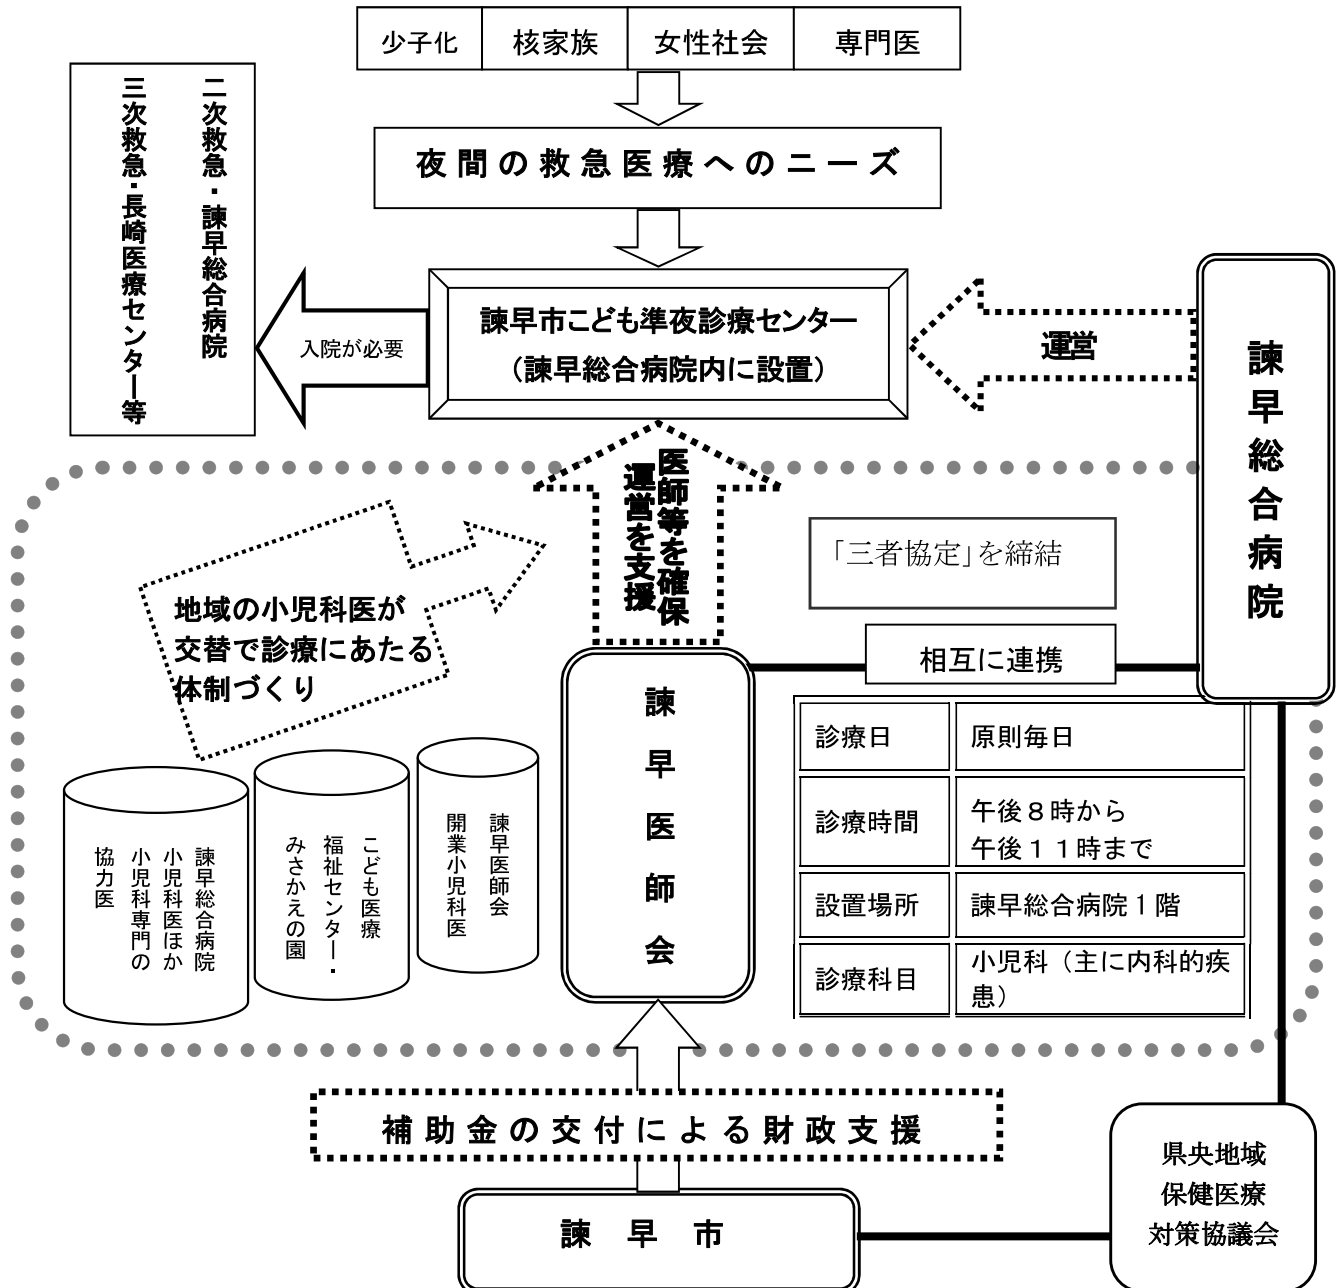 少子化
核家族
女性社会
専門医
夜間の救急医療へのニーズ
二次救急・諫早総合病院
三次救急・長崎医療センター等
入院が必要
諫早市こども準夜診療センター
（諫早総合病院内に設置）
運営
諫早総合病院
医師等を確保
運営を支援
「三者協定」を締結
地域の小児科医が
交替で診療にあたる
体制づくり
相互に連携
諫早医師会
診療日
原則毎日
診療時間
午後８時から
午後１１時まで
設置場所
諫早総合病院１階
診療科目
小児科（主に内科的疾
患）
諫早総合病院
小児科医ほか
小児科専門の
協力医
こども医療
福祉センター・
みさかえの園
諫早医師会
開業小児科医
補助金の交付による財政支援
諫早市
県央地域
保健医療
対策協議会